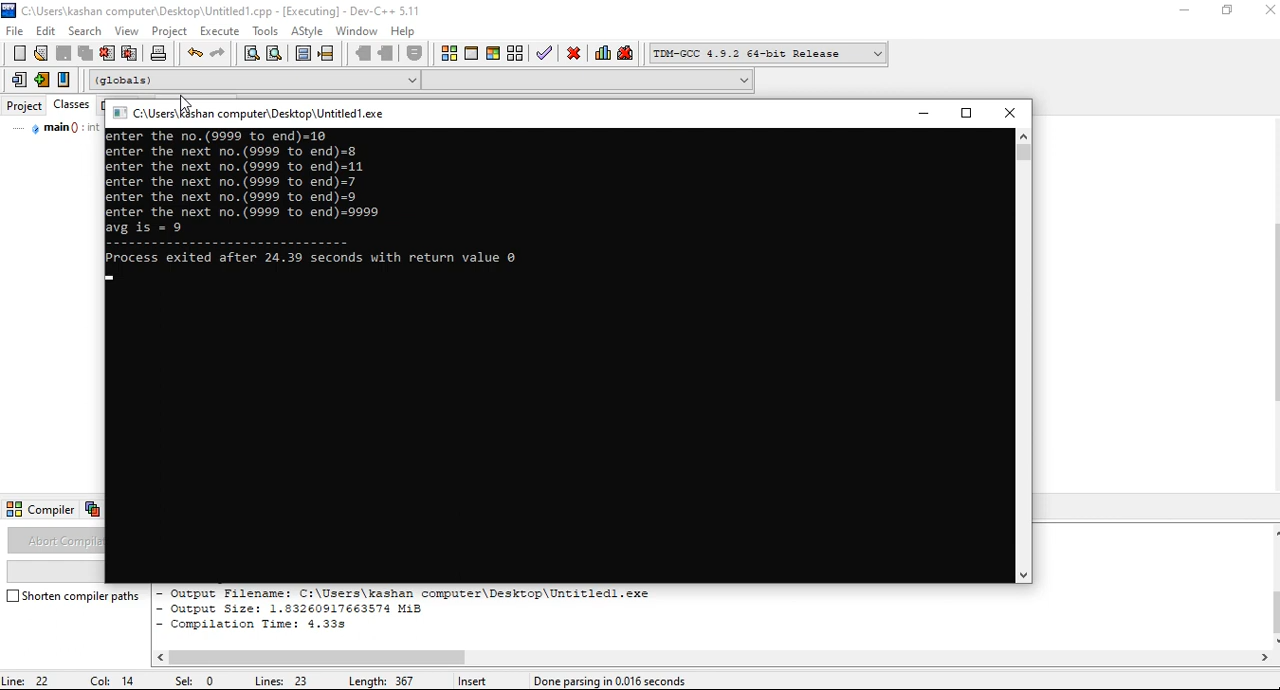 C:\Users\kashan computer\Desktop\Untitled1.cpp - [Executing] - Dev-C++ 5.11
File Edit Search View Project Execute Tools AStyle Window Help
TDM-GCC 4.9.2 64-bit Release
(globals)
Project Classes
main () : int
C:\Users\kashan computer\Desktop\Untitled1.exe
enter the no.(9999 to end)=10
enter the next no.(9999 to end)=8
enter the next no.(9999 to end)=11
enter the next no.(9999 to end)=7
enter the next no.(9999 to end)=9
enter the next no.(9999 to end)=9999
avg is = 9
--------------------------------
Process exited after 24.39 seconds with return value 0
Compiler
Abort Compile
Shorten compiler paths
- Output Filename: C:\Users\kashan computer\Desktop\Untitled1.exe
- Output Size: 1.83260917663574 MiB
- Compilation Time: 4.33s
Line: 22 Col: 14 Sel: 0 Lines: 23 Length: 367 Insert Done parsing in 0.016 seconds